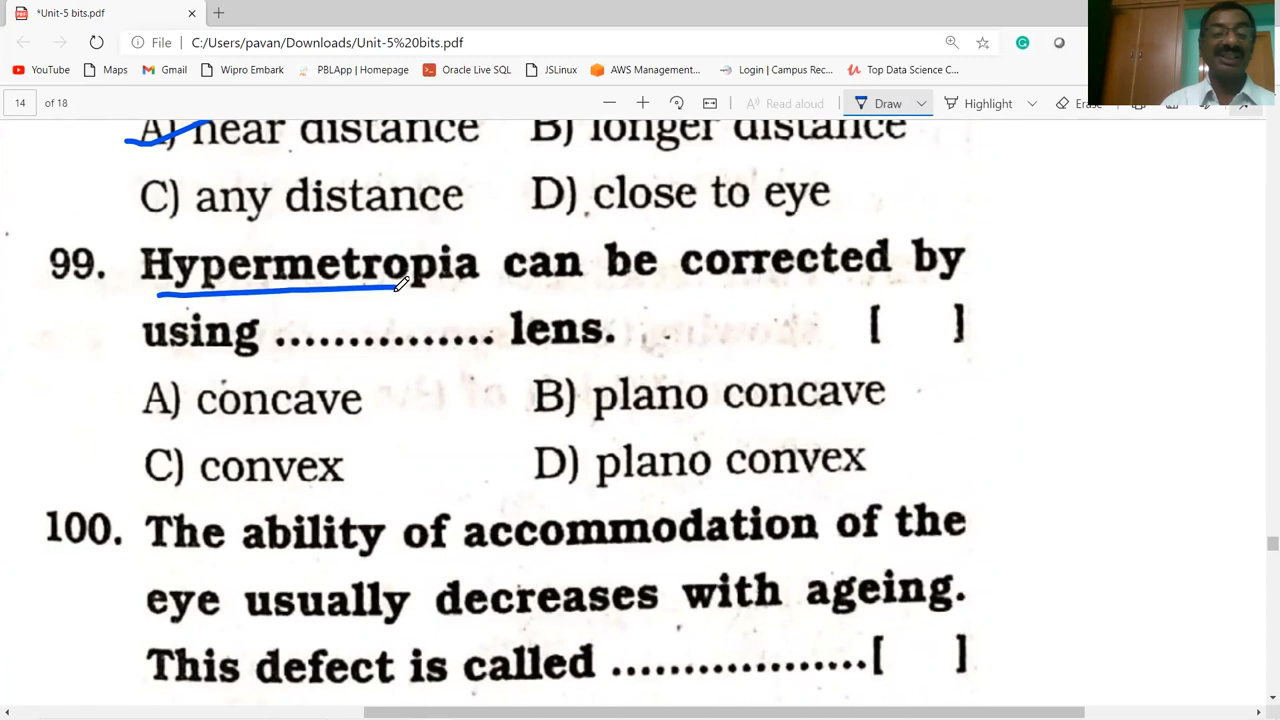 *Unit-5 bits.pdf
File C:/Users/pavan/Downloads/Unit-5%20bits.pdf
YouTube Maps Gmail Wipro Embark PBLApp | Homepage Oracle Live SQL JSLinux AWS Management... Login | Campus Rec... Top Data Science C...
14 of 18 Read aloud Draw Highlight Erase
A) near distance B) longer distance
C) any distance D) close to eye
99. Hypermetropia can be corrected by
using ............... lens. [ ]
A) concave B) plano concave
C) convex D) plano convex
100. The ability of accommodation of the
eye usually decreases with ageing.
This defect is called ..................[ ]